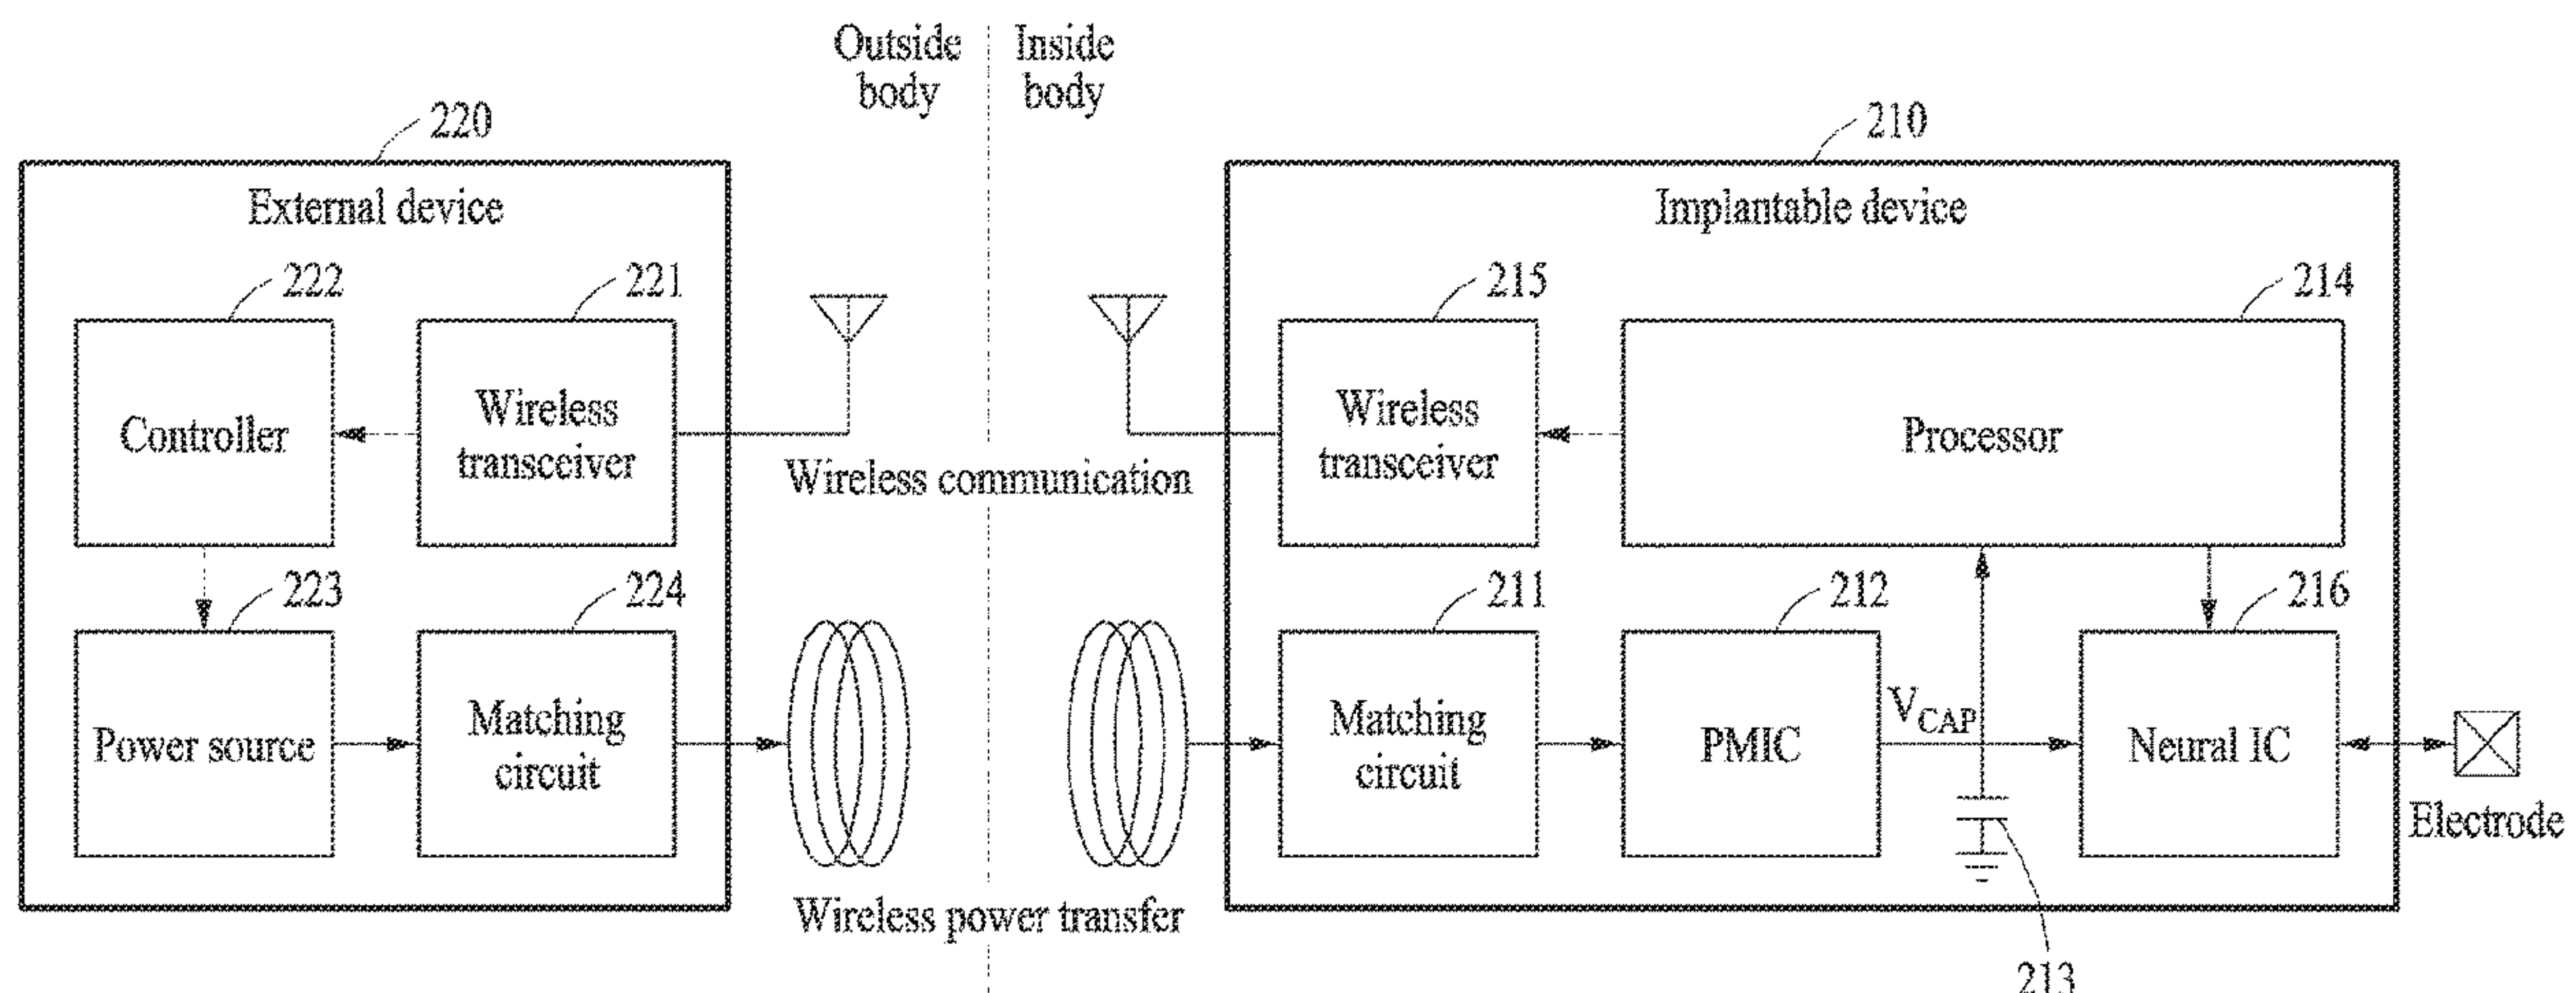 Outside
body
Inside
body
220
210
External device
Implantable device
222
221
215
214
Controller
Wireless
transceiver
Wireless
transceiver
Processor
Wireless communication
223
224
211
212
216
Power source
Matching
circuit
Matching
circuit
PMIC
VCAP
Neural IC
Electrode
Wireless power transfer
213